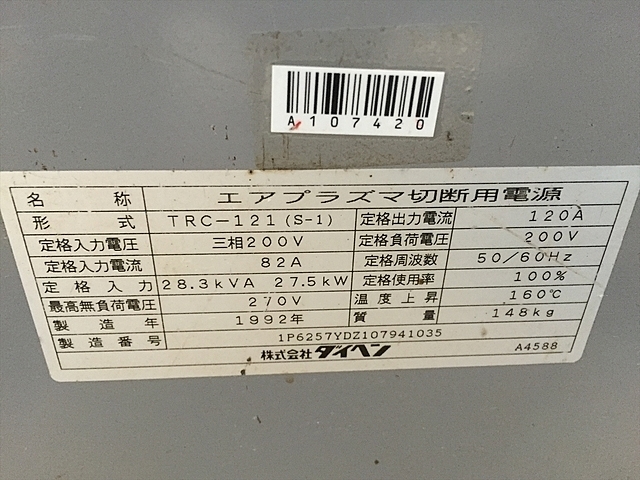 A107420
名 称 エアプラズマ切断用電源
形 式 TRC-121 (S-1) 定格出力電流 120A
定格入力電圧 三相200V 定格負荷電圧 200V
定格入力電流 82A 定格周波数 50/60Hz
定格入力 28.3kVA 27.5kW 定格使用率 100%
最高無負荷電圧 270V 温度上昇 160℃
製造年 1992年 質 量 148kg
製造番号 1P6257YDZ107941035
株式会社 ダイヘン A4588